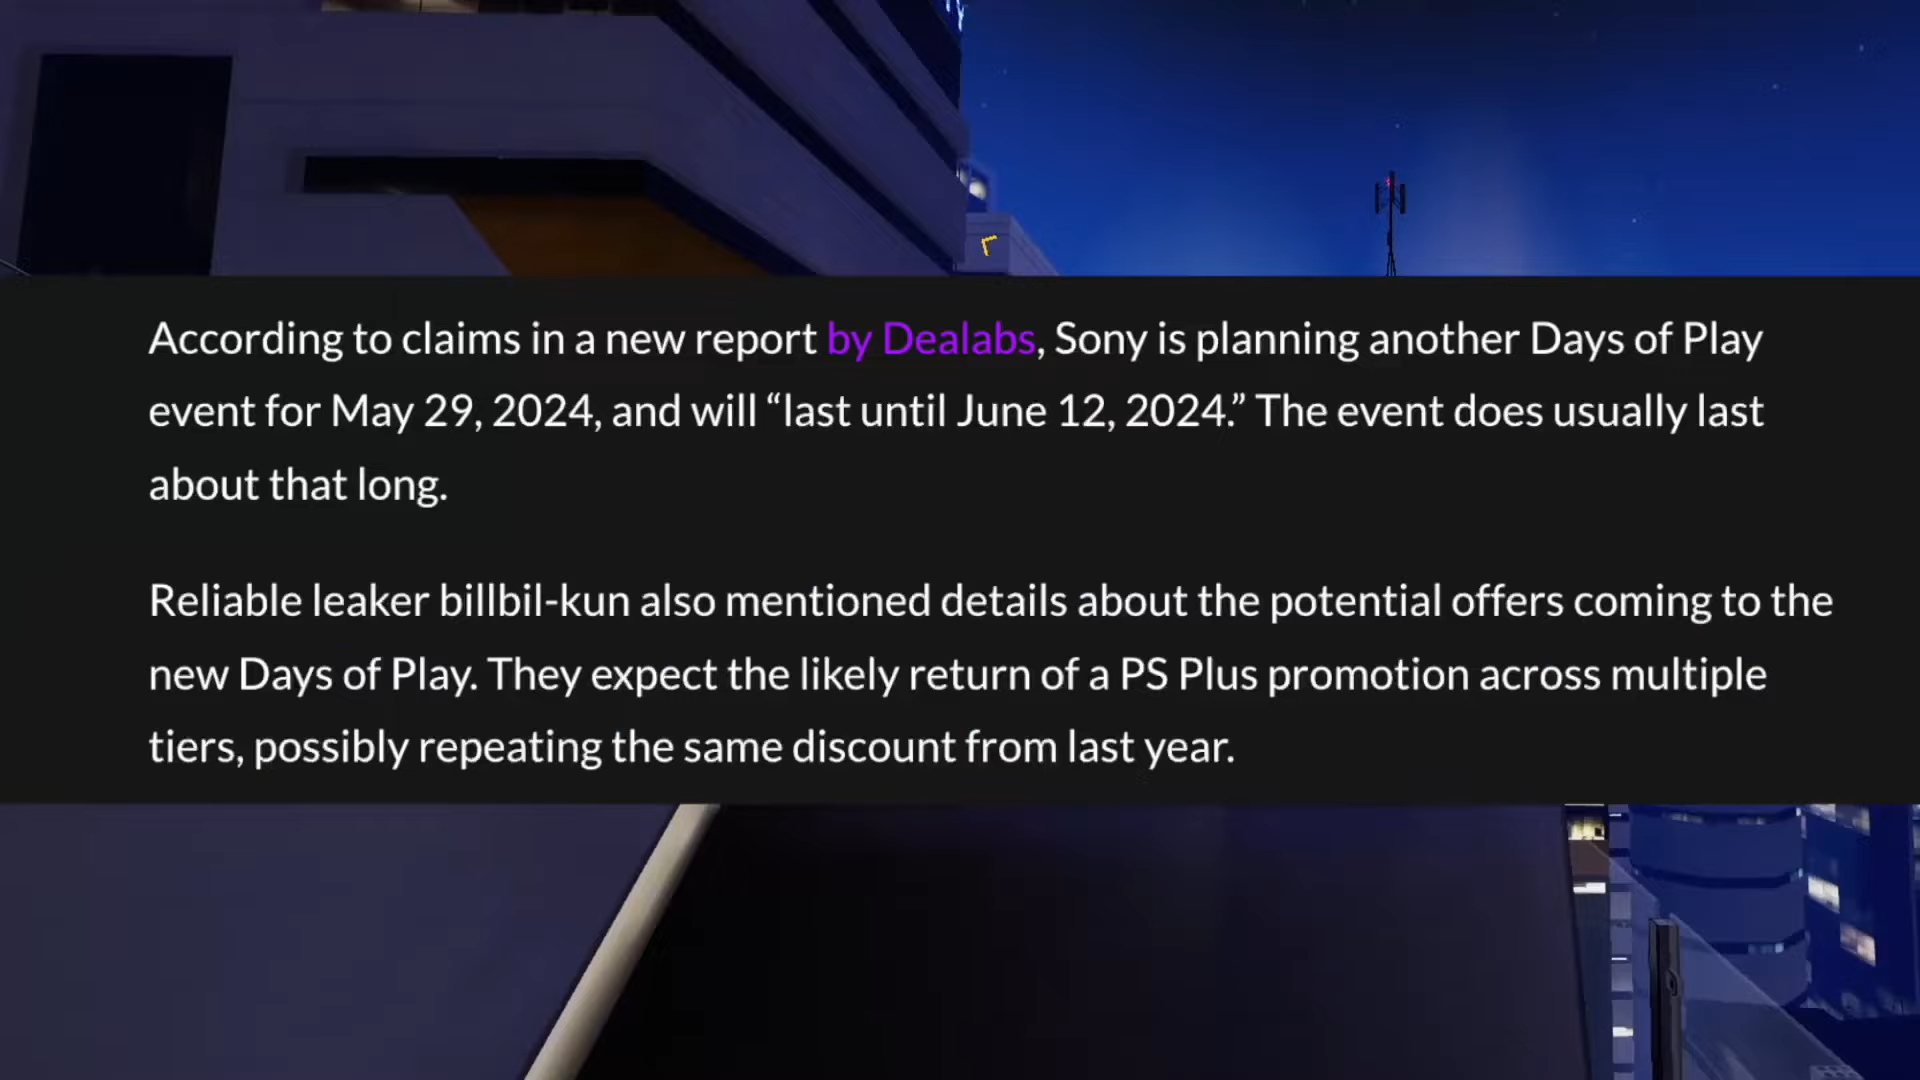 According to claims in a new report by Dealabs, Sony is planning another Days of Play
event for May 29, 2024, and will “last until June 12, 2024.” The event does usually last
about that long.
Reliable leaker billbil-kun also mentioned details about the potential offers coming to the
new Days of Play. They expect the likely return of a PS Plus promotion across multiple
tiers, possibly repeating the same discount from last year.